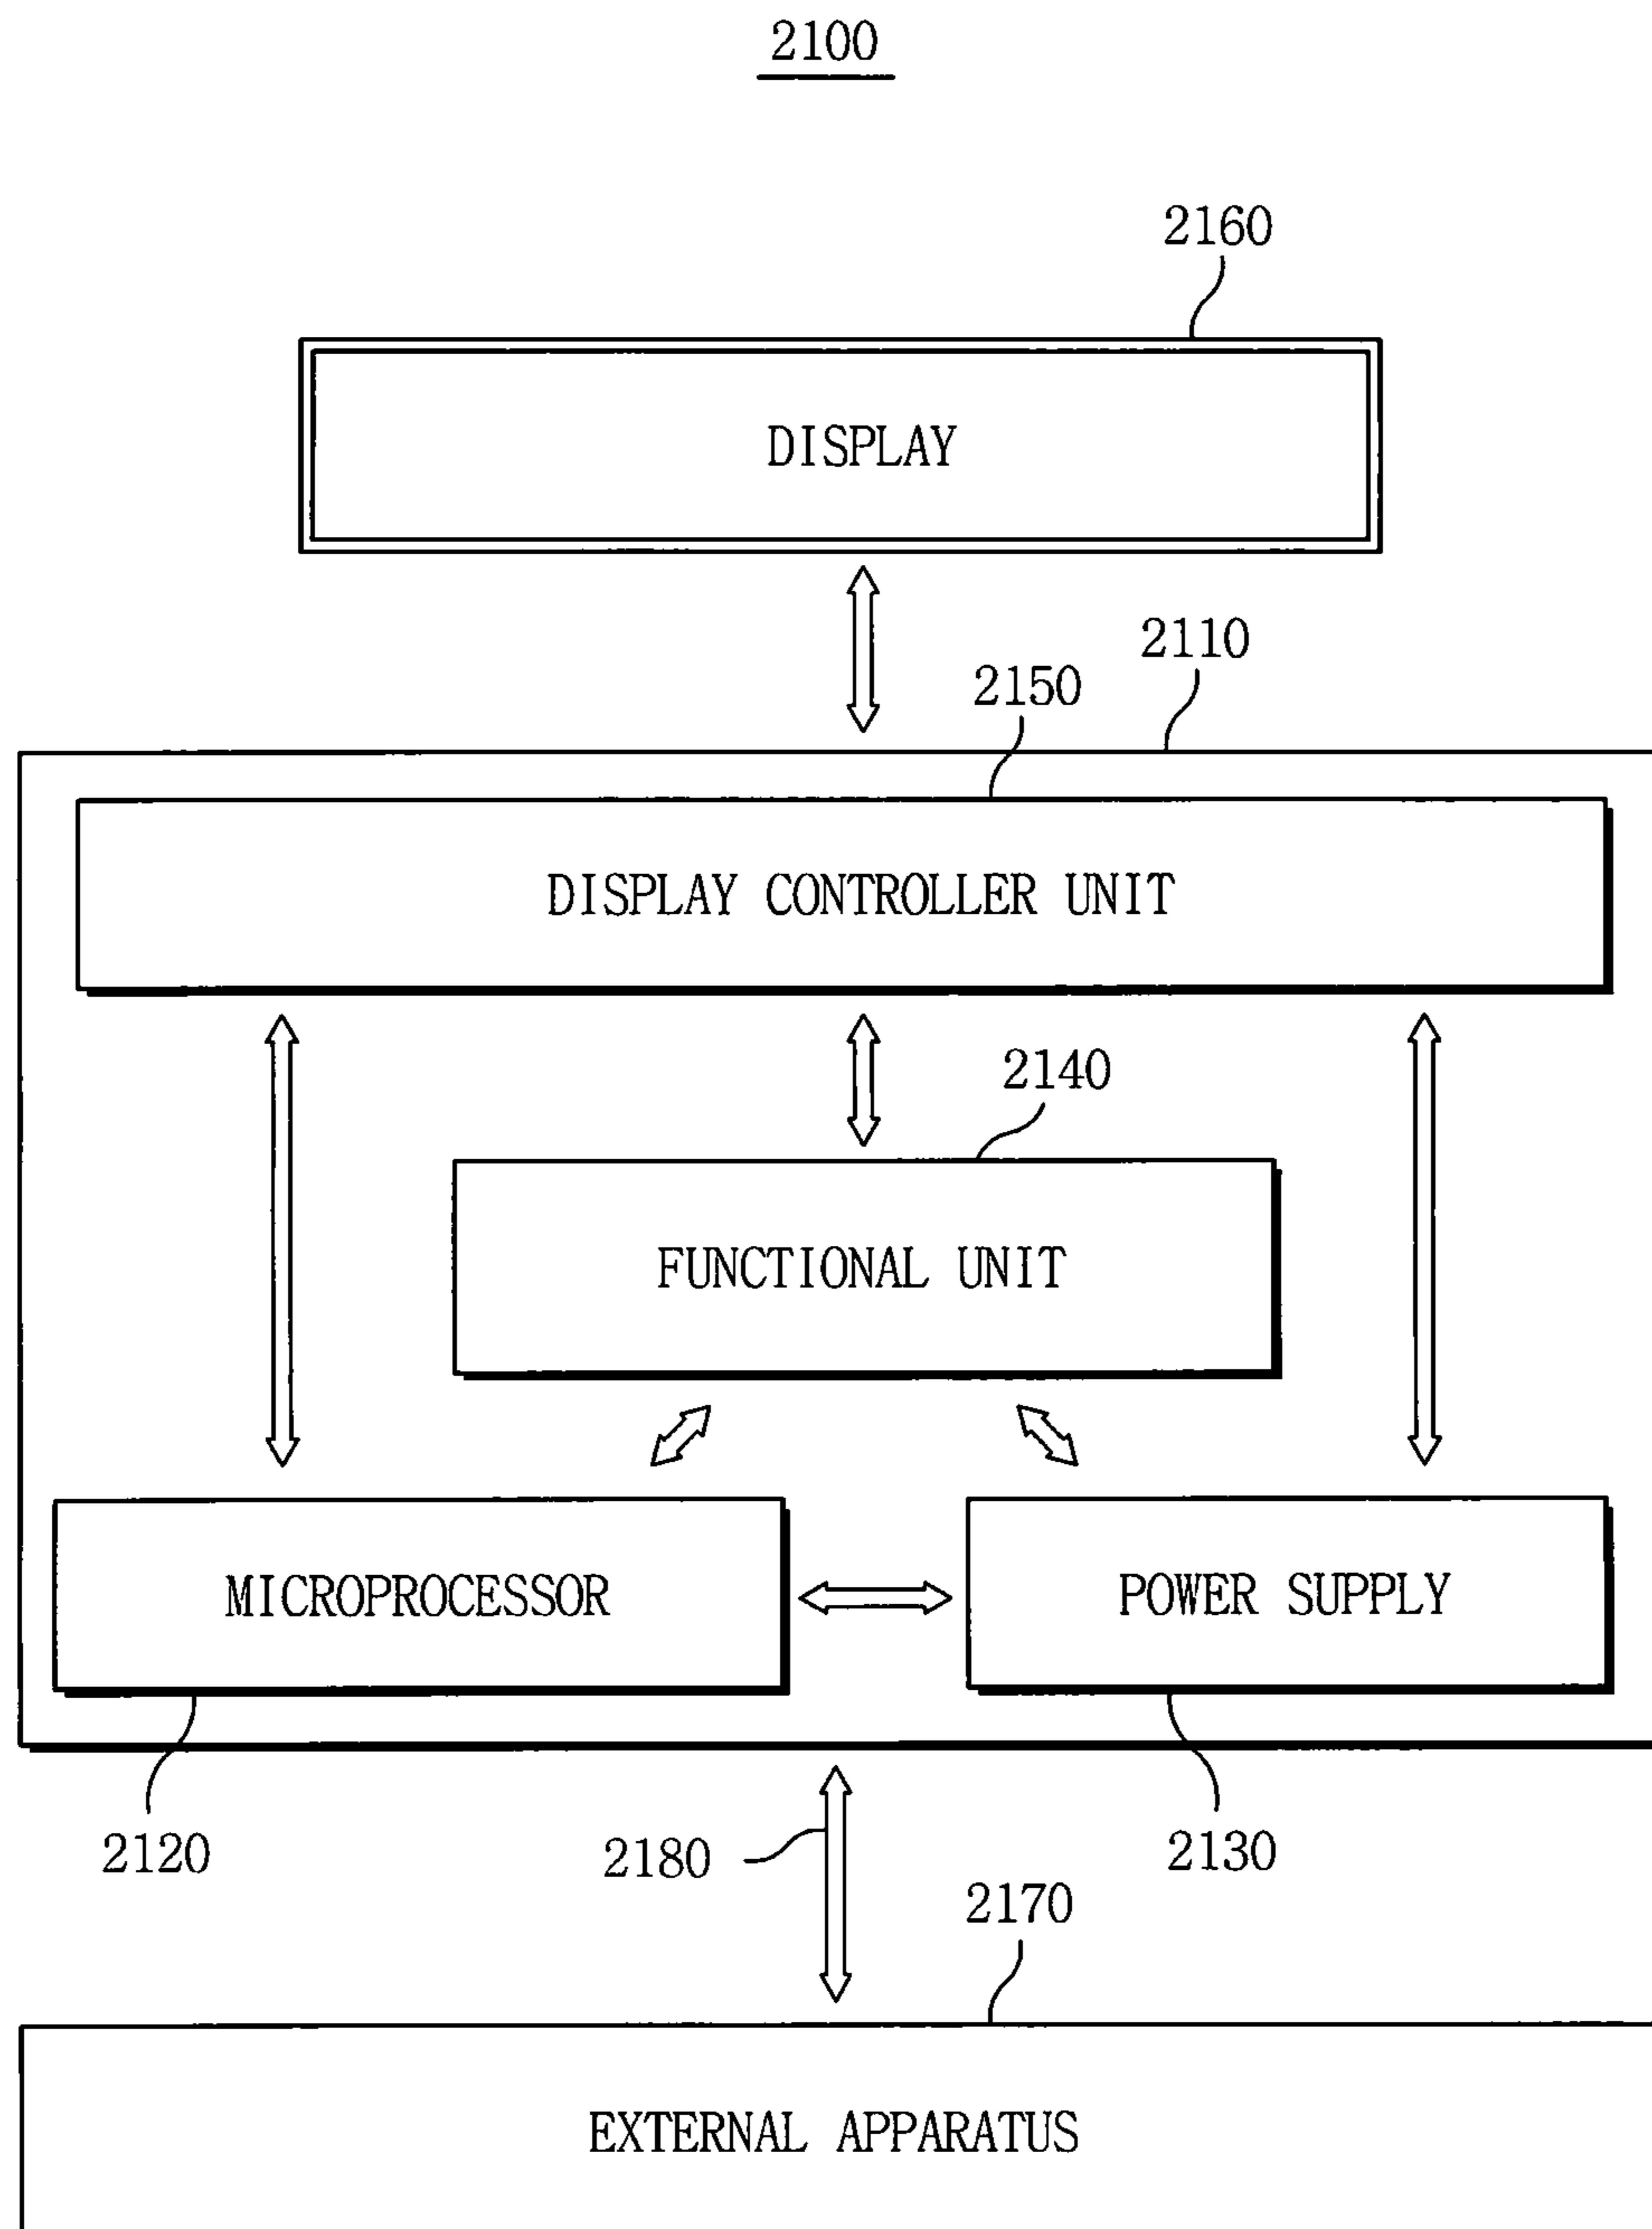 2100
2160
DISPLAY
2110
2150
DISPLAY CONTROLLER UNIT
2140
FUNCTIONAL UNIT
MICROPROCESSOR
POWER SUPPLY
2120
2180
2130
2170
EXTERNAL APPARATUS